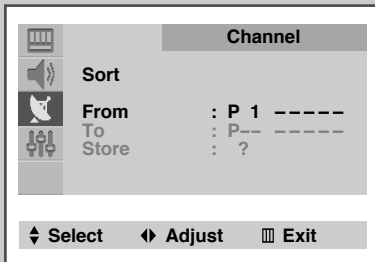 Channel
Sort
From : P 1 – – – – –
To : P– – – – – – –
Store : ?
Select Adjust Exit